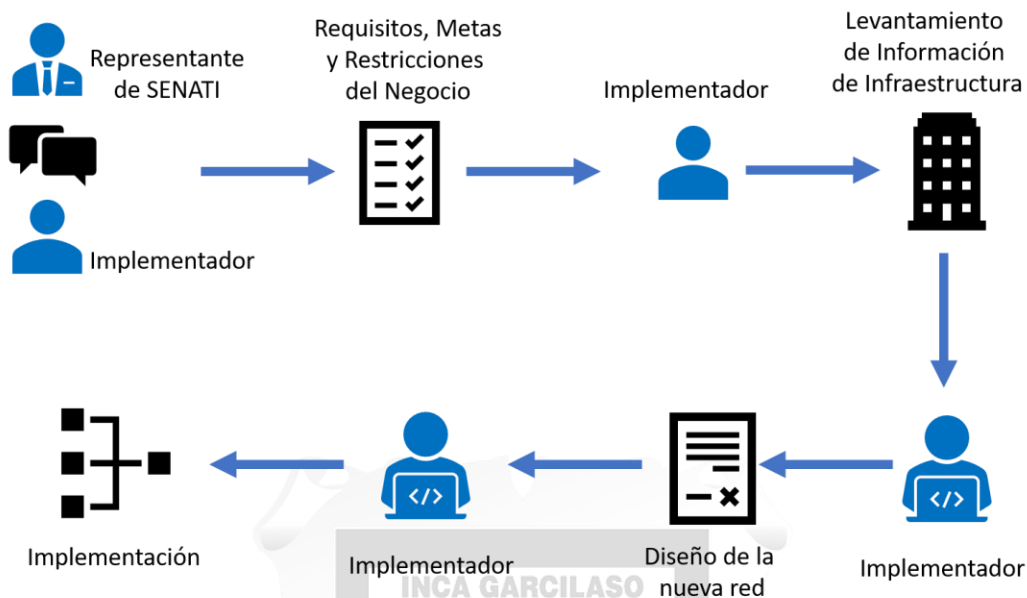 Representante
de SENATI
Implementador
Requisitos, Metas
y Restricciones
del Negocio
Implementador
Levantamiento
de Información
de Infraestructura
Implementador
Diseño de la
nueva red
Implementador
Implementación
INCA GARCILASO